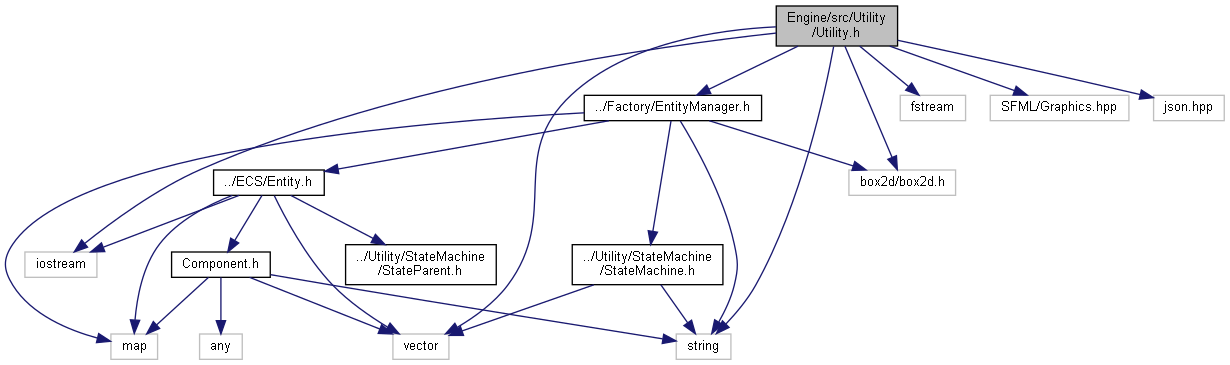 Engine/src/Utility
/Utility.h
../Factory/EntityManager.h
fstream
SFML/Graphics.hpp
json.hpp
../ECS/Entity.h
box2d/box2d.h
iostream
Component.h
../Utility/StateMachine
/StateParent.h
../Utility/StateMachine
/StateMachine.h
map
any
vector
string